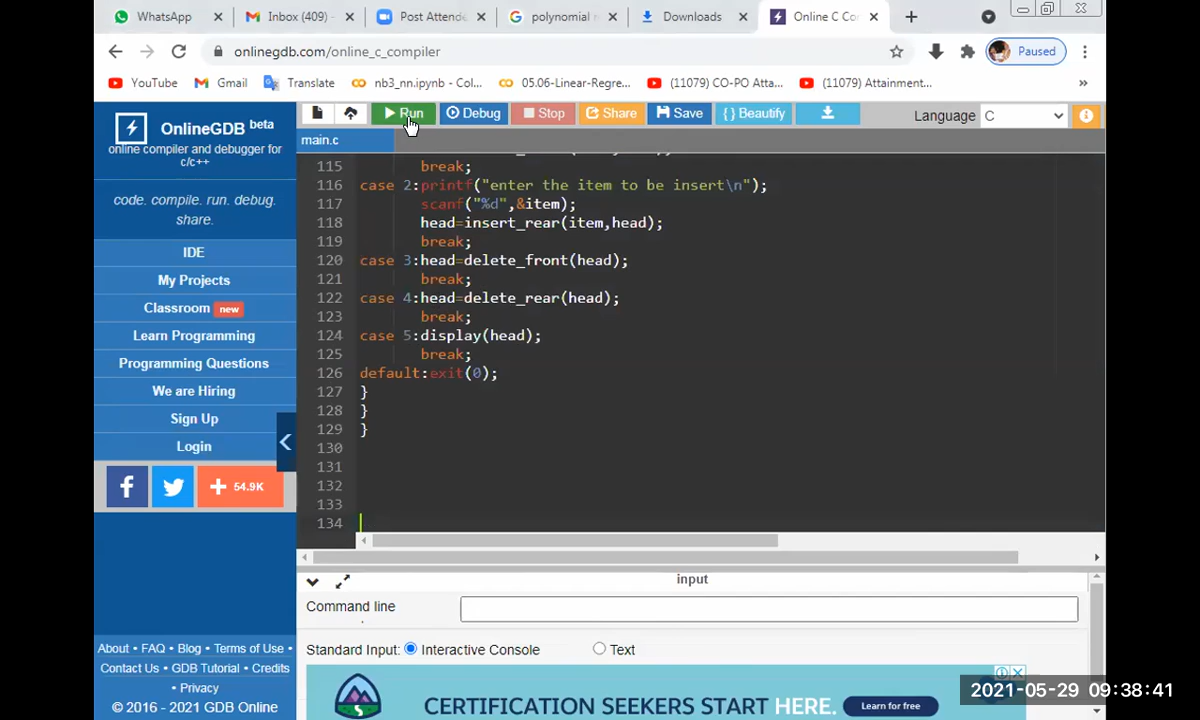 WhatsApp
Inbox (409) -
Post Attende
polynomial m
Downloads
Online C Co
onlinegdb.com/online_c_compiler
Paused
YouTube
Gmail
Translate
nb3_nn.ipynb - Col...
05.06-Linear-Regre...
(11079) CO-PO Atta...
(11079) Attainment...
»
OnlineGDB beta
online compiler and debugger for
c/c++
code. compile. run. debug.
share.
IDE
My Projects
Classroom new
Learn Programming
Programming Questions
We are Hiring
Sign Up
Login
54.9K
About • FAQ • Blog • Terms of Use •
Contact Us • GDB Tutorial • Credits
• Privacy
© 2016 - 2021 GDB Online
Run
Debug
Stop
Share
Save
{ } Beautify
Language C
main.c
115 break;
116 case 2:printf("enter the item to be insert\n");
117 scanf("%d",&item);
118 head=insert_rear(item,head);
119 break;
120 case 3:head=delete_front(head);
121 break;
122 case 4:head=delete_rear(head);
123 break;
124 case 5:display(head);
125 break;
126 default:exit(0);
127 }
128 }
129 }
130
131
132
133
134
input
Command line
Standard Input: Interactive Console Text
CERTIFICATION SEEKERS START HERE.
Learn for free
2021-05-29 09:38:41